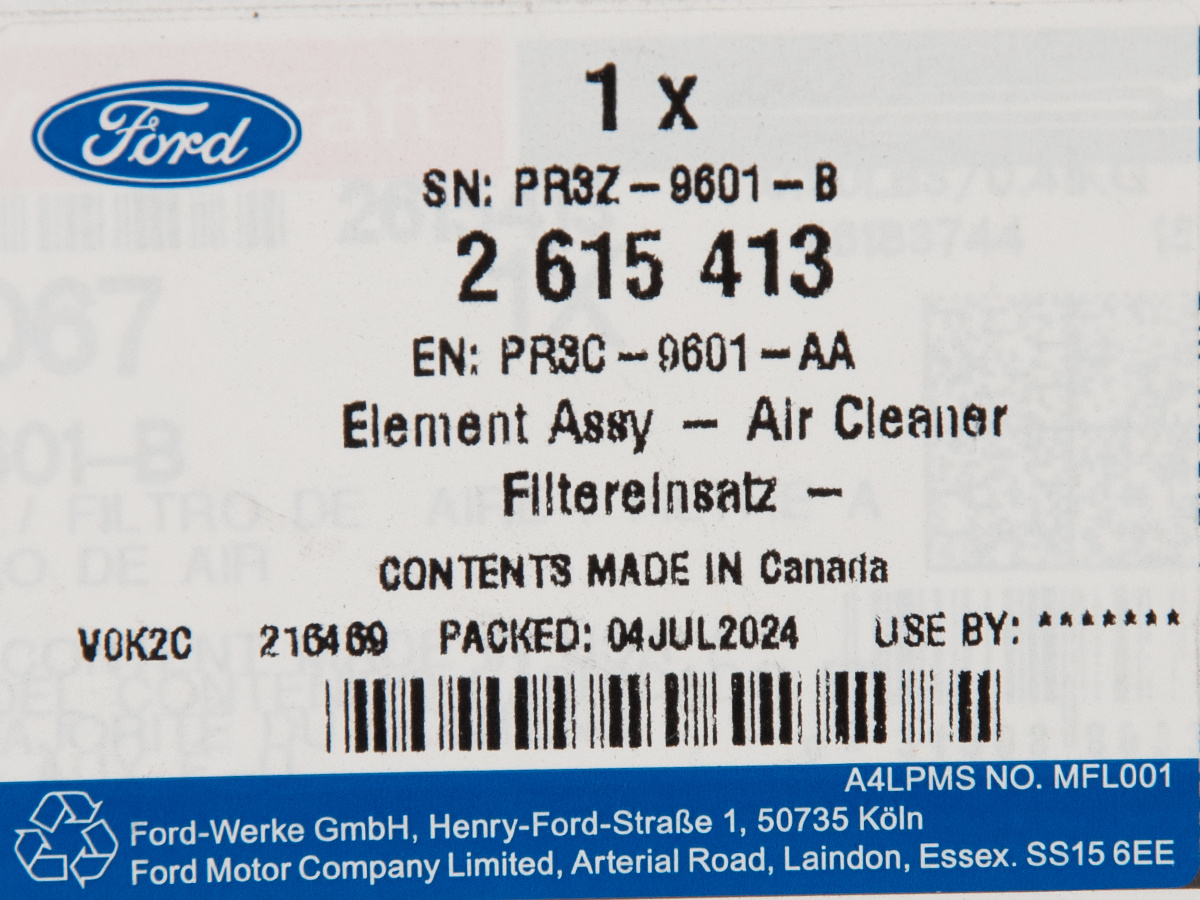 Ford
1 x
SN: PR3Z-9601-B
2 615 413
EN: PR3C-9601-AA
Element Assy - Air Cleaner
Filtereinsatz -
CONTENTS MADE IN Canada
V0K2C 216469 PACKED: 04JUL2024 USE BY: *******
A4LPMS NO. MFL001
Ford-Werke GmbH, Henry-Ford-Straße 1, 50735 Köln
Ford Motor Company Limited, Arterial Road, Laindon, Essex. SS15 6EE